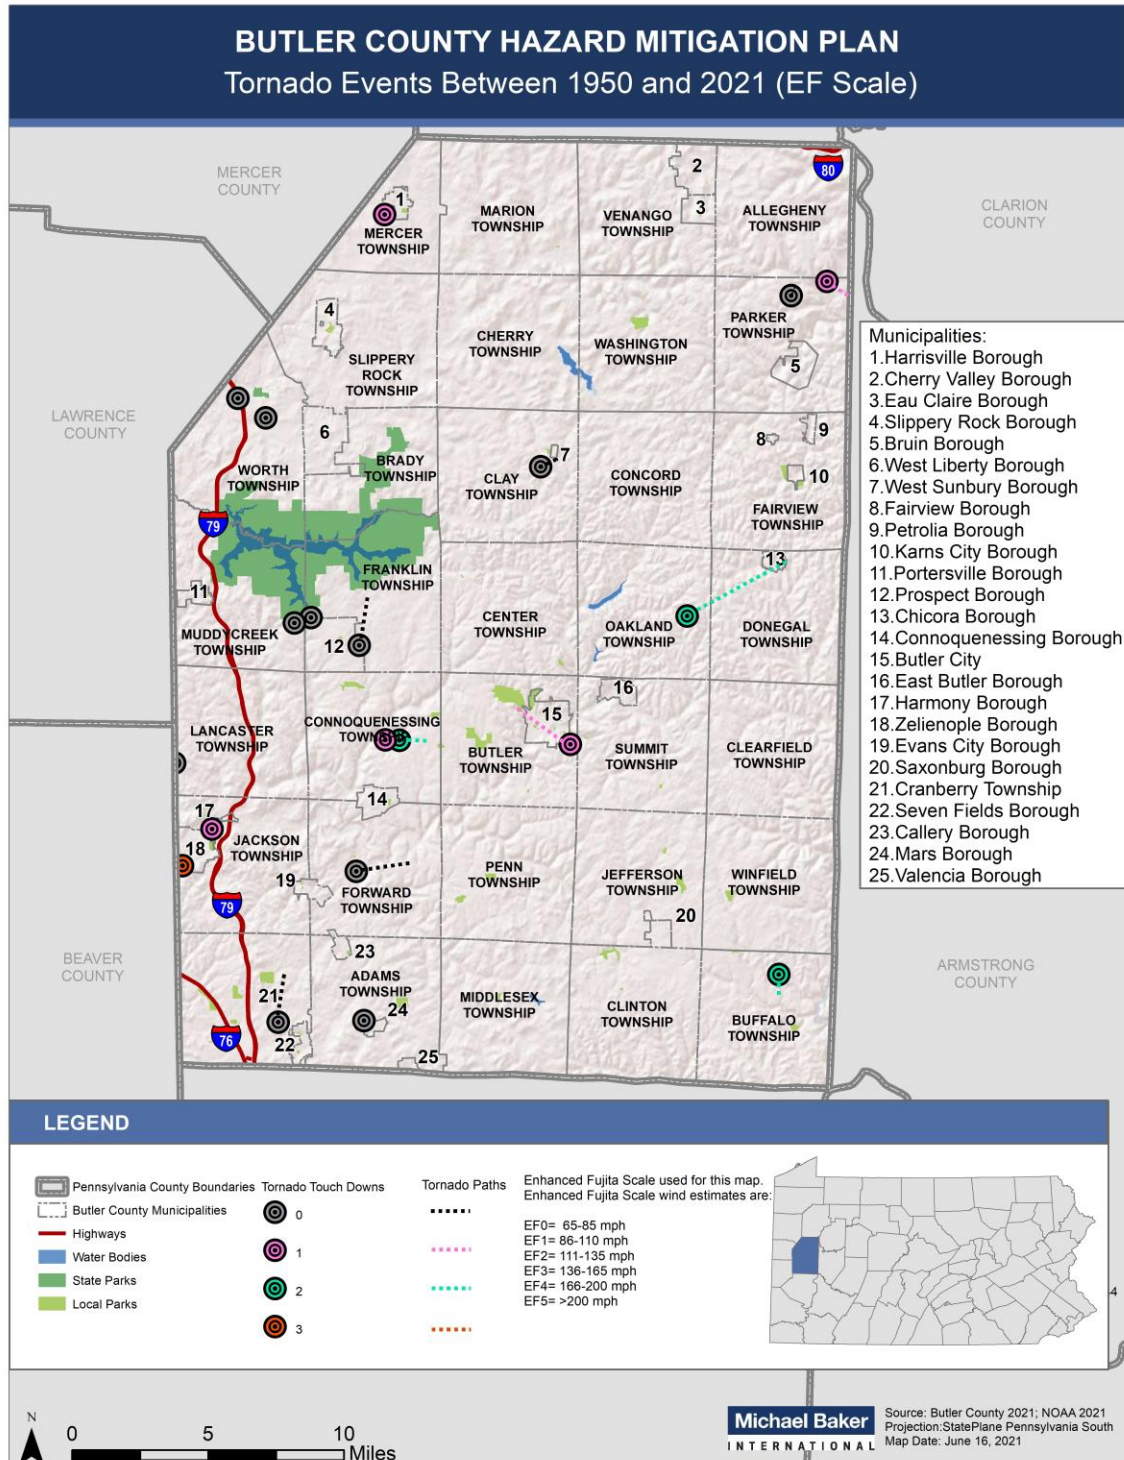 BUTLER COUNTY HAZARD MITIGATION PLAN
Tornado Events Between 1950 and 2021 (EF Scale)
MERCER
COUNTY
CLARION
COUNTY
LAWRENCE
COUNTY
BEAVER
COUNTY
ARMSTRONG
COUNTY
80
2
1
3
MERCER
TOWNSHIP
MARION
TOWNSHIP
VENANGO
TOWNSHIP
ALLEGHENY
TOWNSHIP
4
SLIPPERY
ROCK
TOWNSHIP
CHERRY
TOWNSHIP
WASHINGTON
TOWNSHIP
PARKER
TOWNSHIP
5
6
WORTH
TOWNSHIP
BRADY
TOWNSHIP
7
CLAY
TOWNSHIP
CONCORD
TOWNSHIP
8
9
10
FAIRVIEW
TOWNSHIP
79
11
FRANKLIN
TOWNSHIP
MUDDYCREEK
TOWNSHIP
12
CENTER
TOWNSHIP
OAKLAND
TOWNSHIP
13
DONEGAL
TOWNSHIP
LANCASTER
TOWNSHIP
CONNOQUENESSING
TOWNSHIP
BUTLER
TOWNSHIP
15
16
SUMMIT
TOWNSHIP
CLEARFIELD
TOWNSHIP
14
17
18
JACKSON
TOWNSHIP
19
FORWARD
TOWNSHIP
PENN
TOWNSHIP
JEFFERSON
TOWNSHIP
WINFIELD
TOWNSHIP
20
79
23
21
ADAMS
TOWNSHIP
24
22
25
76
MIDDLESEX
TOWNSHIP
CLINTON
TOWNSHIP
BUFFALO
TOWNSHIP
Municipalities:
1.Harrisville Borough
2.Cherry Valley Borough
3.Eau Claire Borough
4.Slippery Rock Borough
5.Bruin Borough
6.West Liberty Borough
7.West Sunbury Borough
8.Fairview Borough
9.Petrolia Borough
10.Karns City Borough
11.Portersville Borough
12.Prospect Borough
13.Chicora Borough
14.Connoquenessing Borough
15.Butler City
16.East Butler Borough
17.Harmony Borough
18.Zelienople Borough
19.Evans City Borough
20.Saxonburg Borough
21.Cranberry Township
22.Seven Fields Borough
23.Callery Borough
24.Mars Borough
25.Valencia Borough
LEGEND
Pennsylvania County Boundaries
Butler County Municipalities
Highways
Water Bodies
State Parks
Local Parks
Tornado Touch Downs
0
1
2
3
Tornado Paths
Enhanced Fujita Scale used for this map.
Enhanced Fujita Scale wind estimates are:
EF0= 65-85 mph
EF1= 86-110 mph
EF2= 111-135 mph
EF3= 136-165 mph
EF4= 166-200 mph
EF5= >200 mph
4
N
0 5 10
Miles
Michael Baker
INTERNATIONAL
Source: Butler County 2021; NOAA 2021
Projection:StatePlane Pennsylvania South
Map Date: June 16, 2021